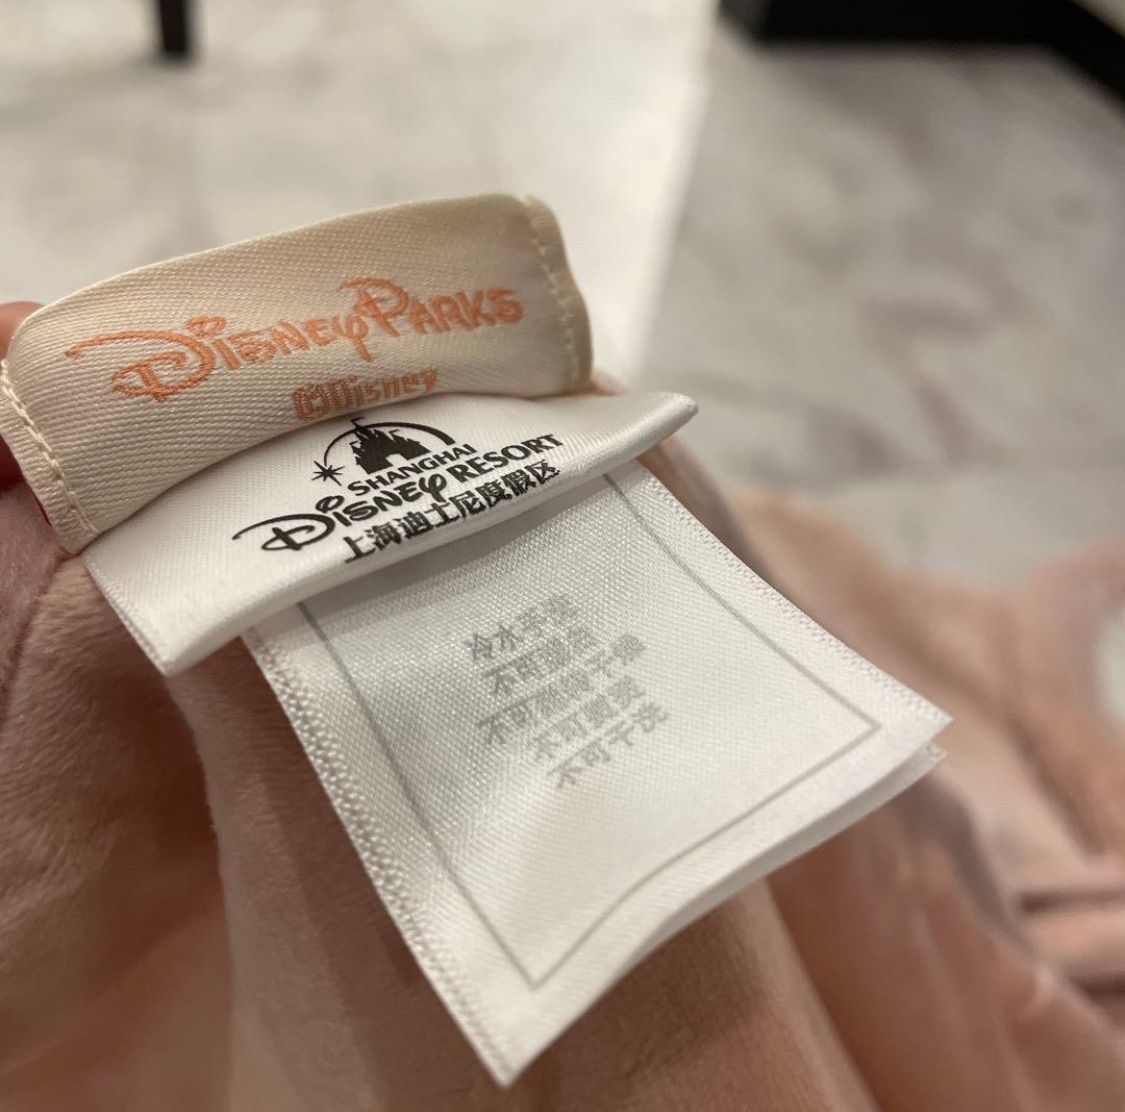 DISNEY PARKS
©Disney
SHANGHAI
DISNEY RESORT
上海迪士尼度假区
冷水手洗
不可漂白
不可翻转干燥
不可熨烫
不可干洗